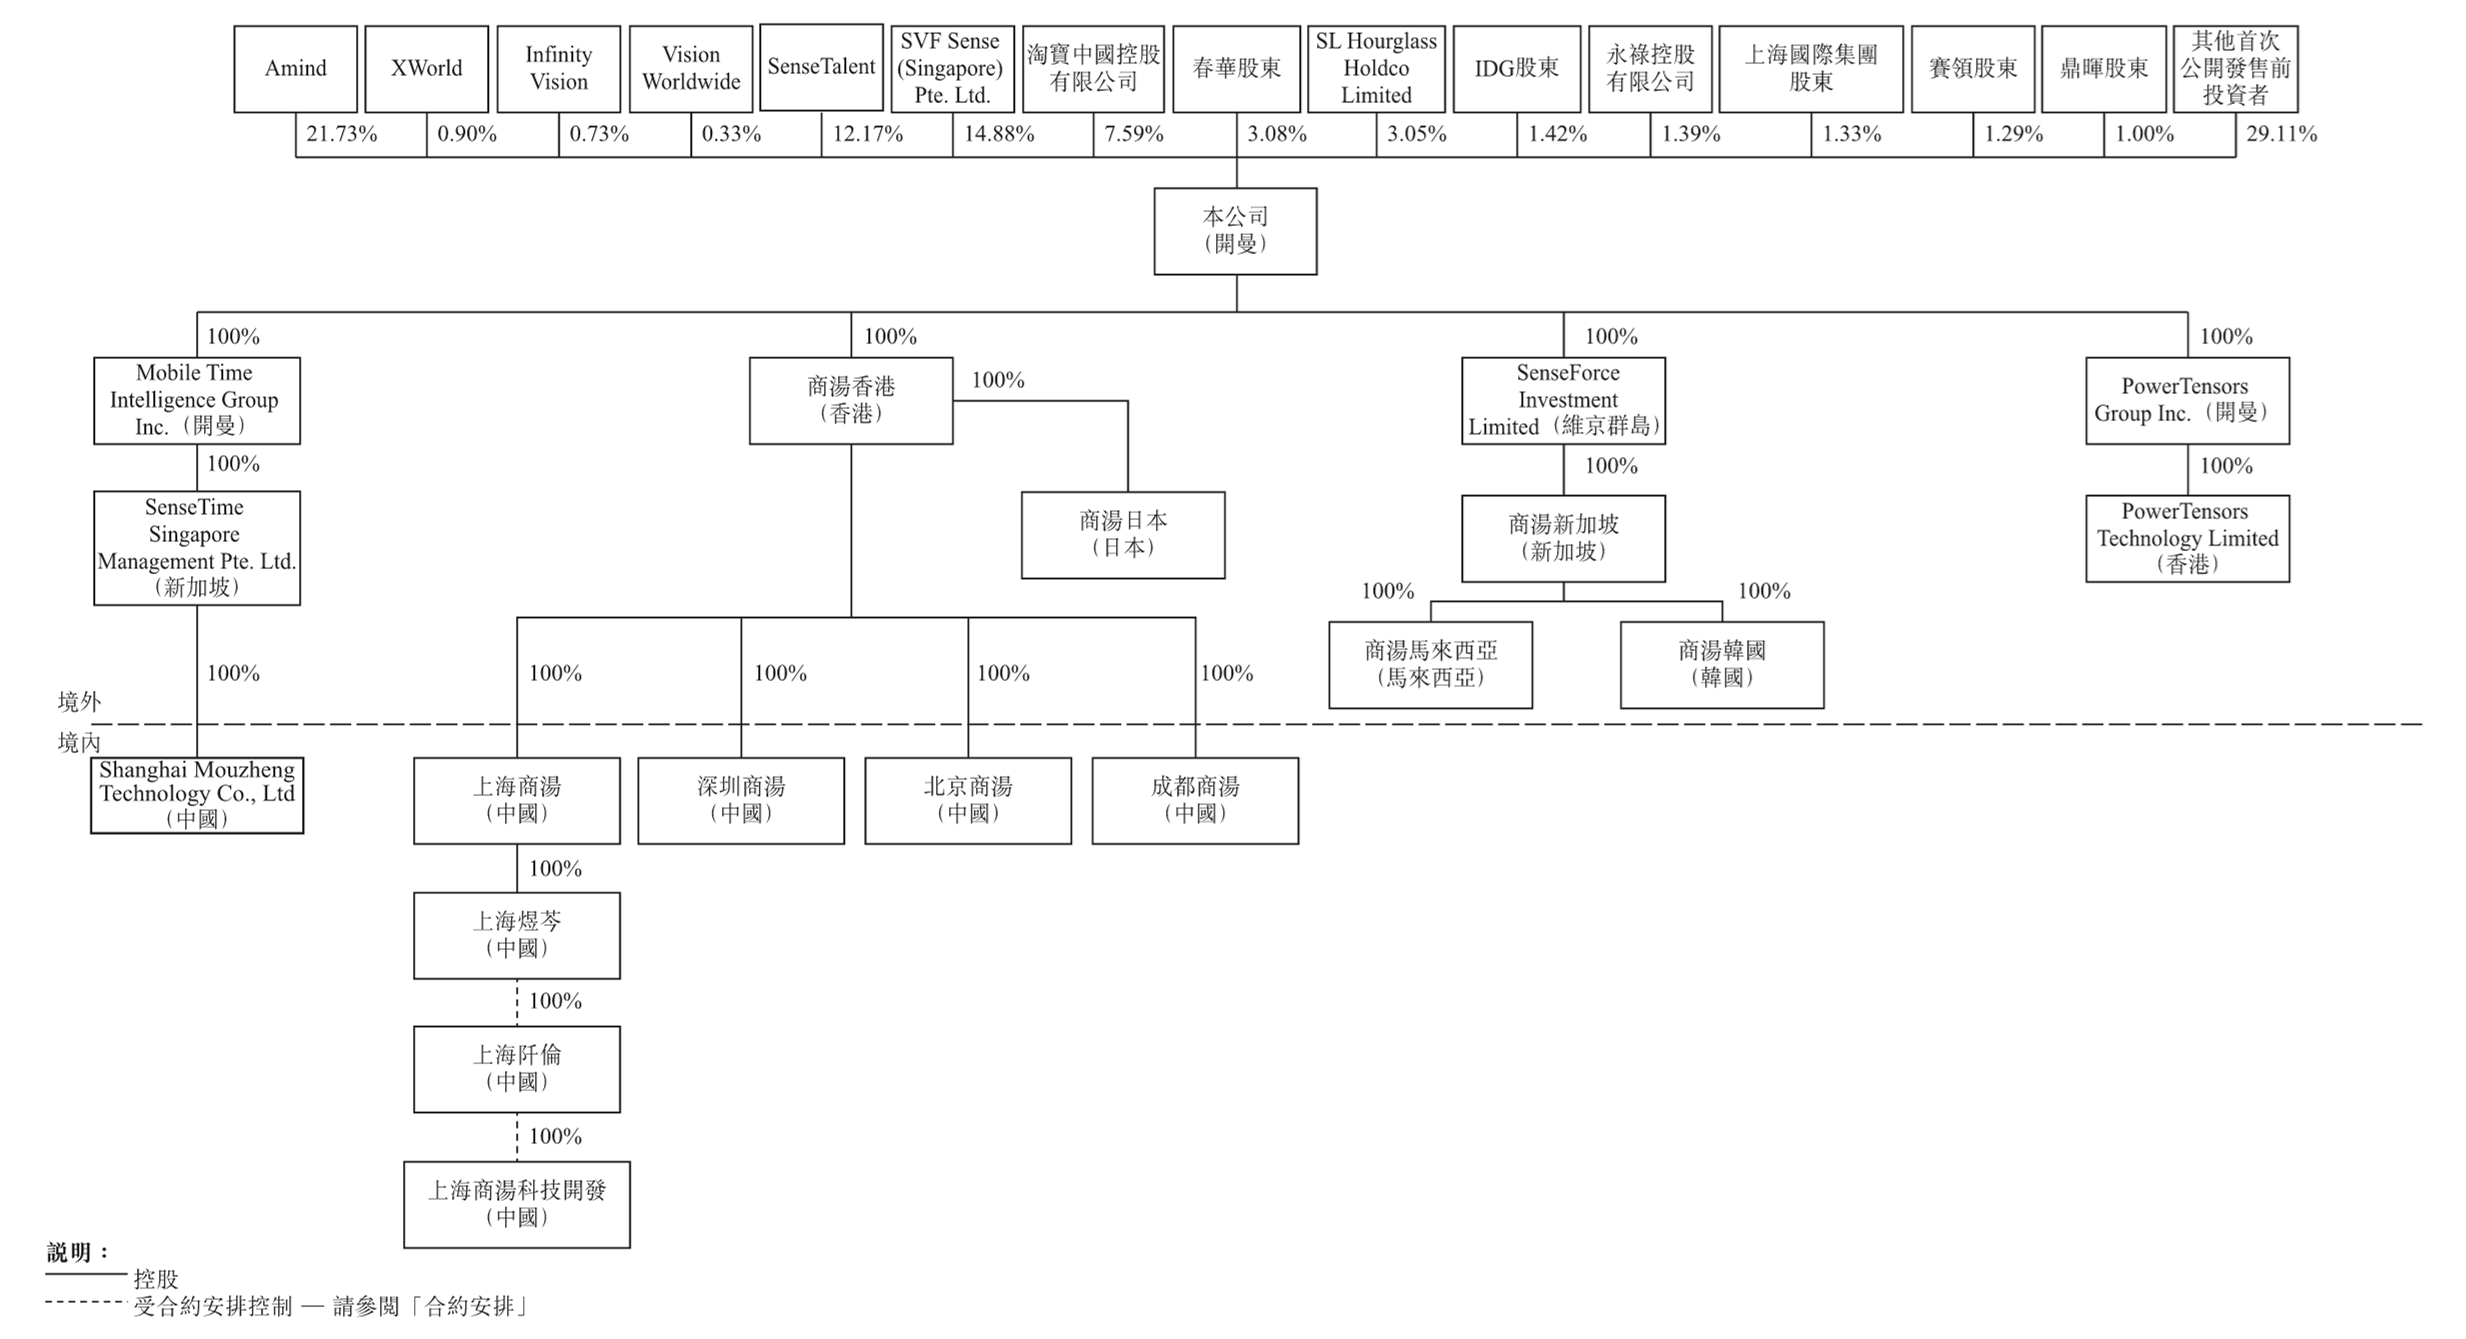 Amind
XWorld
Infinity
Vision
Vision
Worldwide
SenseTalent
SVF Sense
(Singapore)
Pte. Ltd.
淘寶中國控股
有限公司
春華股東
SL Hourglass
Holdco
Limited
IDG股東
永祿控股
有限公司
上海國際集團
股東
賽領股東
鼎暉股東
其他首次
公開發售前
投資者
21.73%
0.90%
0.73%
0.33%
12.17%
14.88%
7.59%
3.08%
3.05%
1.42%
1.39%
1.33%
1.29%
1.00%
29.11%
本公司
（開曼）
100%
100%
100%
100%
Mobile Time
Intelligence Group
Inc.（開曼）
商湯香港
（香港）
100%
SenseForce
Investment
Limited（維京群島）
PowerTensors
Group Inc.（開曼）
100%
100%
100%
SenseTime
Singapore
Management Pte. Ltd.
（新加坡）
商湯日本
（日本）
商湯新加坡
（新加坡）
PowerTensors
Technology Limited
（香港）
100%
100%
商湯馬來西亞
（馬來西亞）
商湯韓國
（韓國）
100%
100%
100%
100%
100%
境外
境內
Shanghai Mouzheng
Technology Co., Ltd
（中國）
上海商湯
（中國）
深圳商湯
（中國）
北京商湯
（中國）
成都商湯
（中國）
100%
上海煜芩
（中國）
100%
上海阡倫
（中國）
100%
上海商湯科技開發
（中國）
説明：
控股
受合約安排控制 — 請參閲「合約安排」